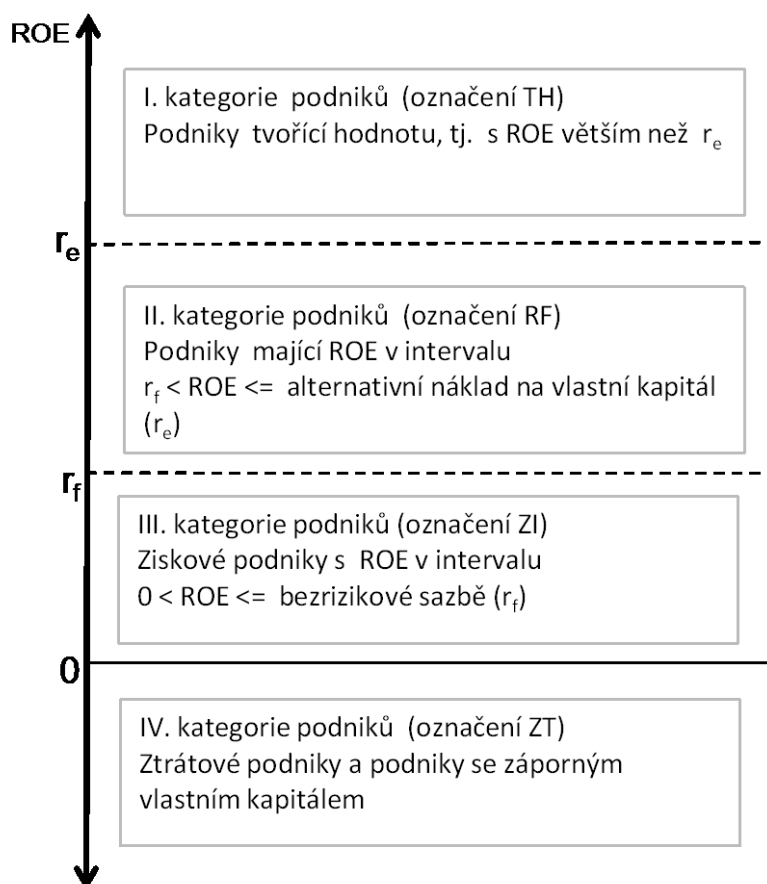 ROE
I. kategorie podniků (označení TH)
Podniky tvořící hodnotu, tj. s ROE větším než re
re
II. kategorie podniků (označení RF)
Podniky mající ROE v intervalu
rf < ROE <= alternativní náklad na vlastní kapitál
(re)
rf
III. kategorie podniků (označení ZI)
Ziskové podniky s ROE v intervalu
0 < ROE <= bezrizikové sazbě (rf)
0
IV. kategorie podniků (označení ZT)
Ztrátové podniky a podniky se záporným
vlastním kapitálem